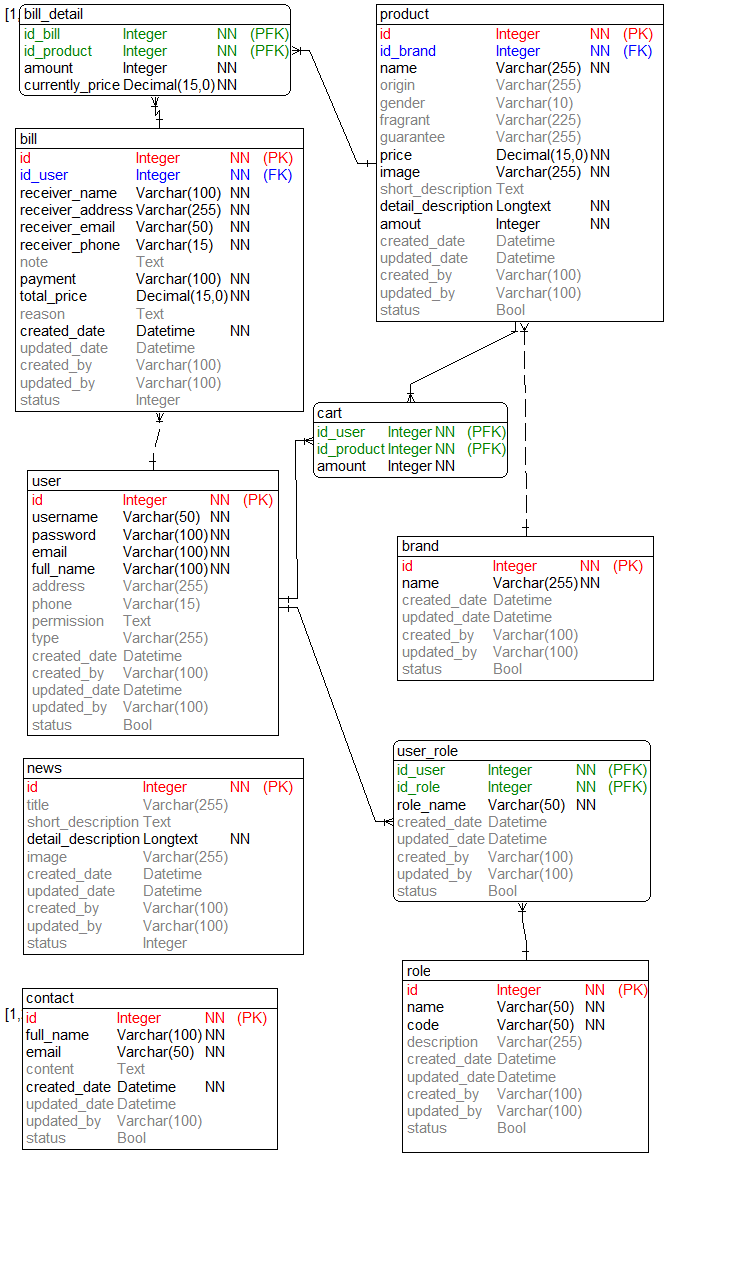 [1,
bill_detail
id_bill Integer NN (PFK)
id_product Integer NN (PFK)
amount Integer NN
currently_price Decimal(15,0) NN
product
id Integer NN (PK)
id_brand Integer NN (FK)
name Varchar(255) NN
origin Varchar(255)
gender Varchar(10)
fragrant Varchar(225)
guarantee Varchar(255)
price Decimal(15,0) NN
image Varchar(255) NN
short_description Text
detail_description Longtext NN
amout Integer NN
created_date Datetime
updated_date Datetime
created_by Varchar(100)
updated_by Varchar(100)
status Bool
bill
id Integer NN (PK)
id_user Integer NN (FK)
receiver_name Varchar(100) NN
receiver_address Varchar(255) NN
receiver_email Varchar(50) NN
receiver_phone Varchar(15) NN
note Text
payment Varchar(100) NN
total_price Decimal(15,0) NN
reason Text
created_date Datetime NN
updated_date Datetime
created_by Varchar(100)
updated_by Varchar(100)
status Integer
cart
id_user Integer NN (PFK)
id_product Integer NN (PFK)
amount Integer NN
user
id Integer NN (PK)
username Varchar(50) NN
password Varchar(100) NN
email Varchar(100) NN
full_name Varchar(100) NN
address Varchar(255)
phone Varchar(15)
permission Text
type Varchar(255)
created_date Datetime
created_by Varchar(100)
updated_date Datetime
updated_by Varchar(100)
status Bool
brand
id Integer NN (PK)
name Varchar(255) NN
created_date Datetime
updated_date Datetime
created_by Varchar(100)
updated_by Varchar(100)
status Bool
news
id Integer NN (PK)
title Varchar(255)
short_description Text
detail_description Longtext NN
image Varchar(255)
created_date Datetime
updated_date Datetime
created_by Varchar(100)
updated_by Varchar(100)
status Integer
user_role
id_user Integer NN (PFK)
id_role Integer NN (PFK)
role_name Varchar(50) NN
created_date Datetime
updated_date Datetime
created_by Varchar(100)
updated_by Varchar(100)
status Bool
[1,
contact
id Integer NN (PK)
full_name Varchar(100) NN
email Varchar(50) NN
content Text
created_date Datetime NN
updated_date Datetime
updated_by Varchar(100)
status Bool
role
id Integer NN (PK)
name Varchar(50) NN
code Varchar(50) NN
description Varchar(255)
created_date Datetime
updated_date Datetime
created_by Varchar(100)
updated_by Varchar(100)
status Bool